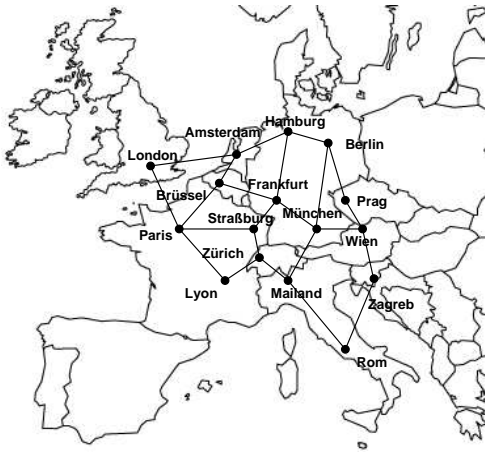 Hamburg
Amsterdam
Berlin
London
Brüssel
Frankfurt
Prag
Straßburg
München
Paris
Wien
Zürich
Lyon
Mailand
Zagreb
Rom